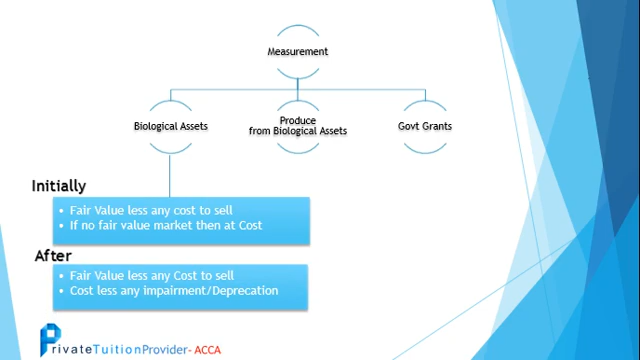 Measurement
Biological Assets
Produce
from Biological Assets
Govt Grants
Initially
• Fair Value less any cost to sell
• If no fair value market then at Cost
After
• Fair Value less any Cost to sell
• Cost less any impairment/Deprecation
PrivateTuitionProvider- ACCA